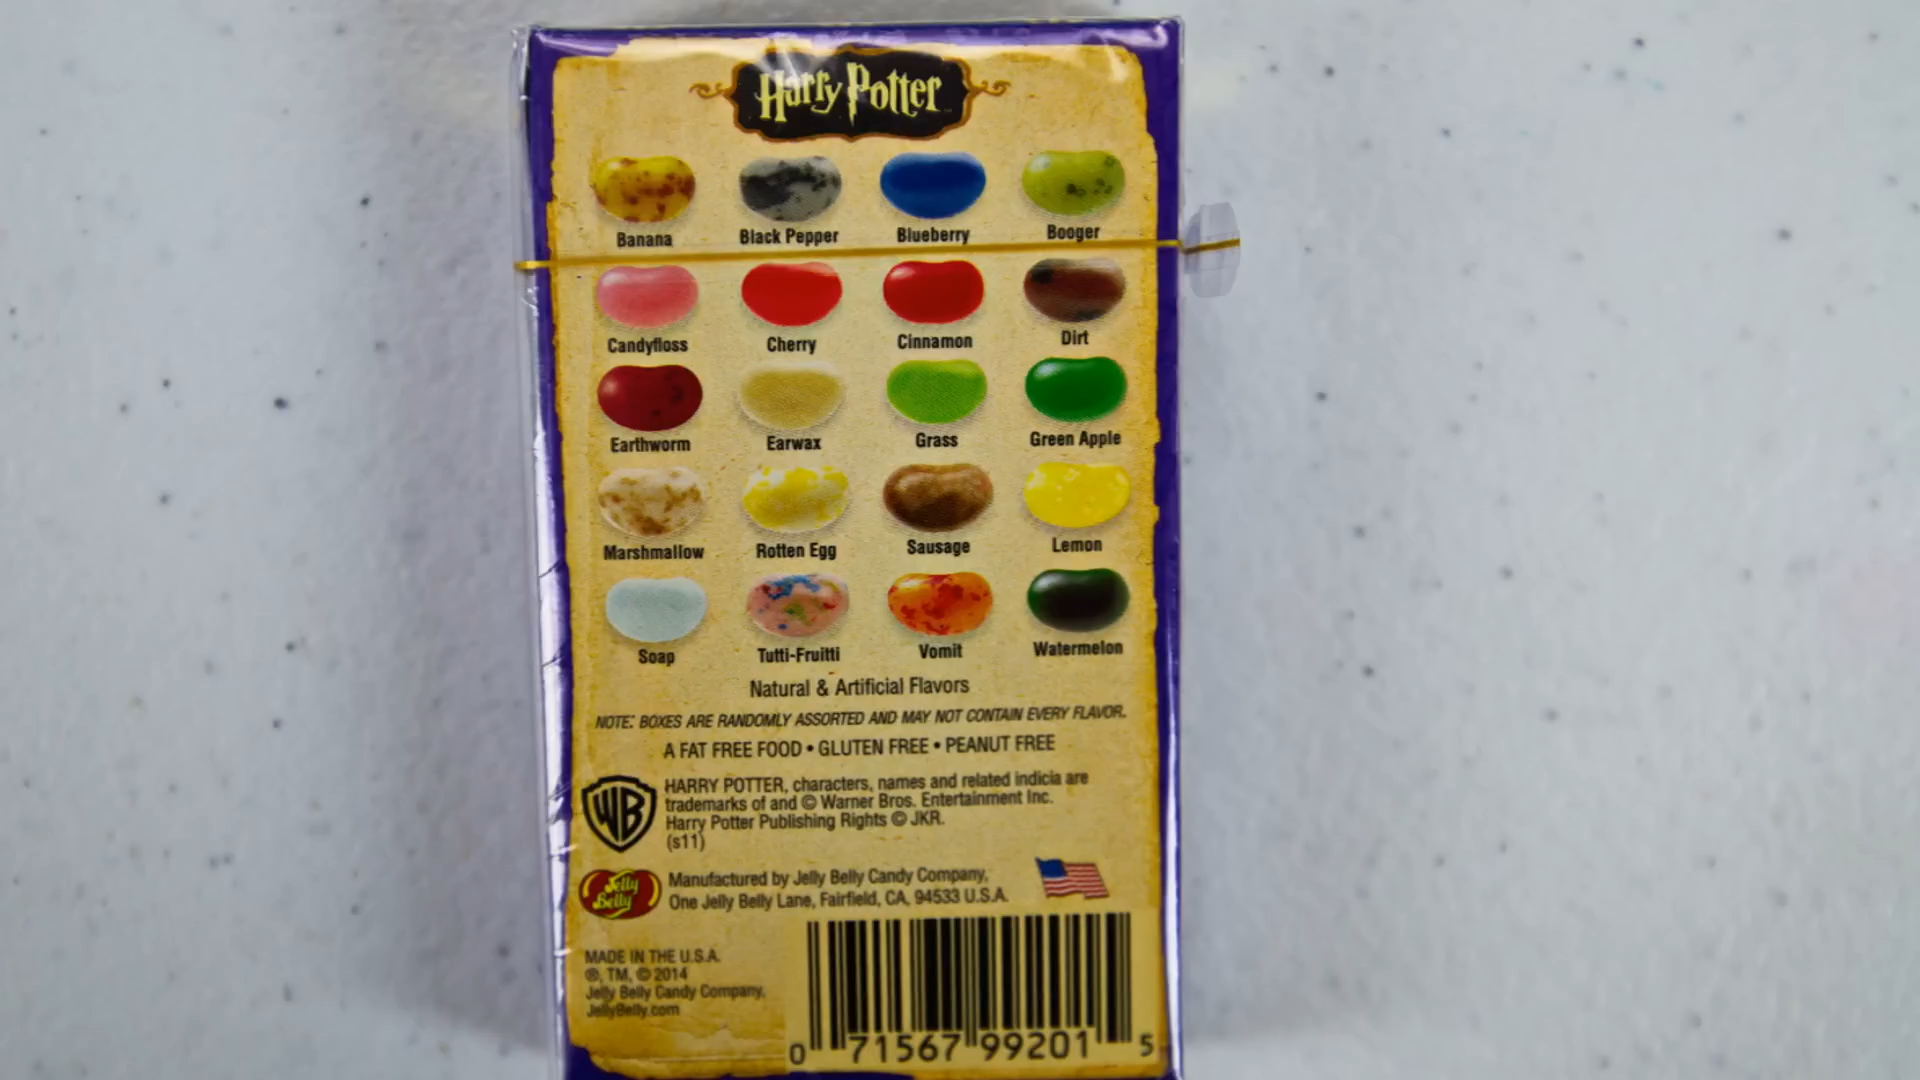 Harry Potter
Banana Black Pepper Blueberry Booger
Candyfloss Cherry Cinnamon Dirt
Earthworm Earwax Grass Green Apple
Marshmallow Rotten Egg Sausage Lemon
Soap Tutti-Fruitti Vomit Watermelon
Natural & Artificial Flavors
NOTE: BOXES ARE RANDOMLY ASSORTED AND MAY NOT CONTAIN EVERY FLAVOR.
A FAT FREE FOOD • GLUTEN FREE • PEANUT FREE
WB
HARRY POTTER, characters, names and related indicia are
trademarks of and © Warner Bros. Entertainment Inc.
Harry Potter Publishing Rights © JKR.
(s11)
Jelly
Belly
Manufactured by Jelly Belly Candy Company,
One Jelly Belly Lane, Fairfield, CA, 94533 U.S.A.
MADE IN THE U.S.A.
®, TM, © 2014
Jelly Belly Candy Company.
JellyBelly.com
0 71567 99201 5